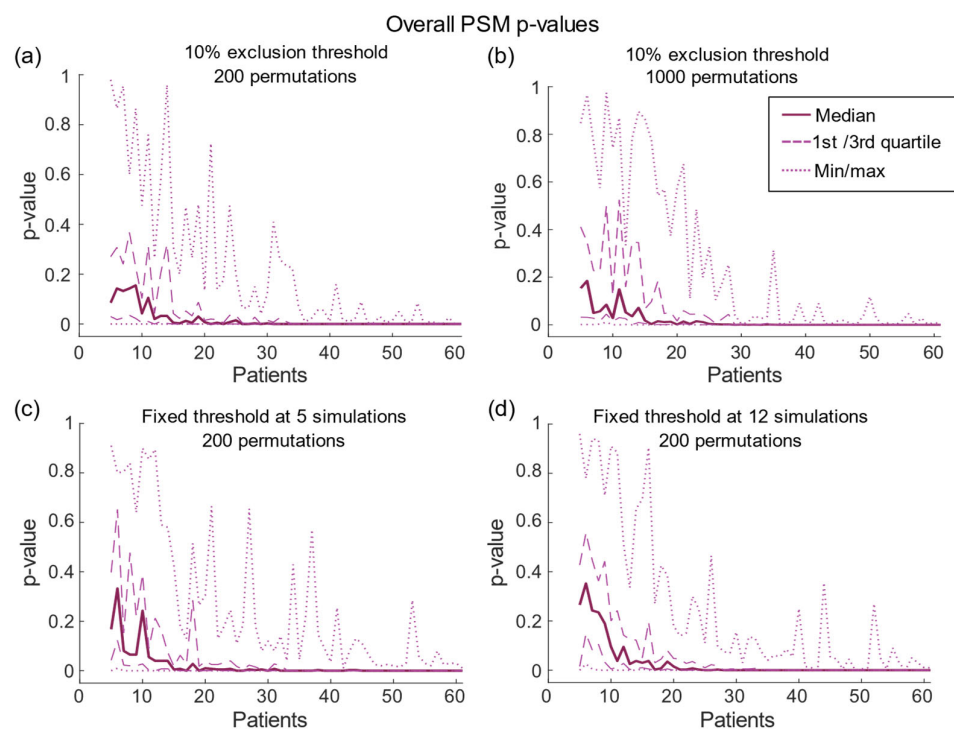 Overall PSM p-values
(a)
10% exclusion threshold
200 permutations
1
0.8
0.6
0.4
0.2
0
p-value
0
10
20
30
40
50
60
Patients
(b)
10% exclusion threshold
1000 permutations
1
0.8
0.6
0.4
0.2
0
p-value
0
10
20
30
40
50
60
Patients
Median
1st /3rd quartile
Min/max
(c)
Fixed threshold at 5 simulations
200 permutations
1
0.8
0.6
0.4
0.2
0
p-value
0
10
20
30
40
50
60
Patients
(d)
Fixed threshold at 12 simulations
200 permutations
1
0.8
0.6
0.4
0.2
0
p-value
0
10
20
30
40
50
60
Patients